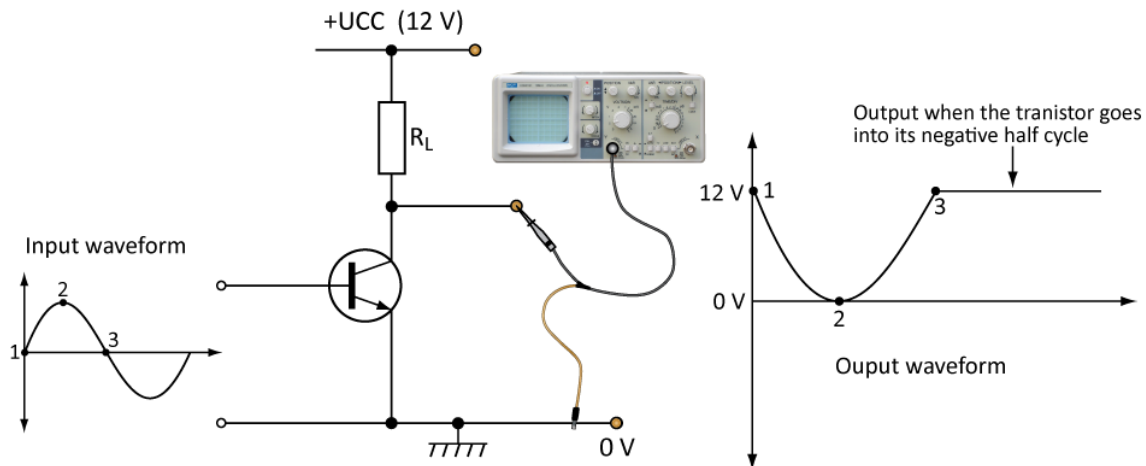 +UCC (12 V)
R_L
Output when the tranistor goes
into its negative half cycle
12 V
1
3
0 V
2
Ouput waveform
Input waveform
2
1
3
0 V